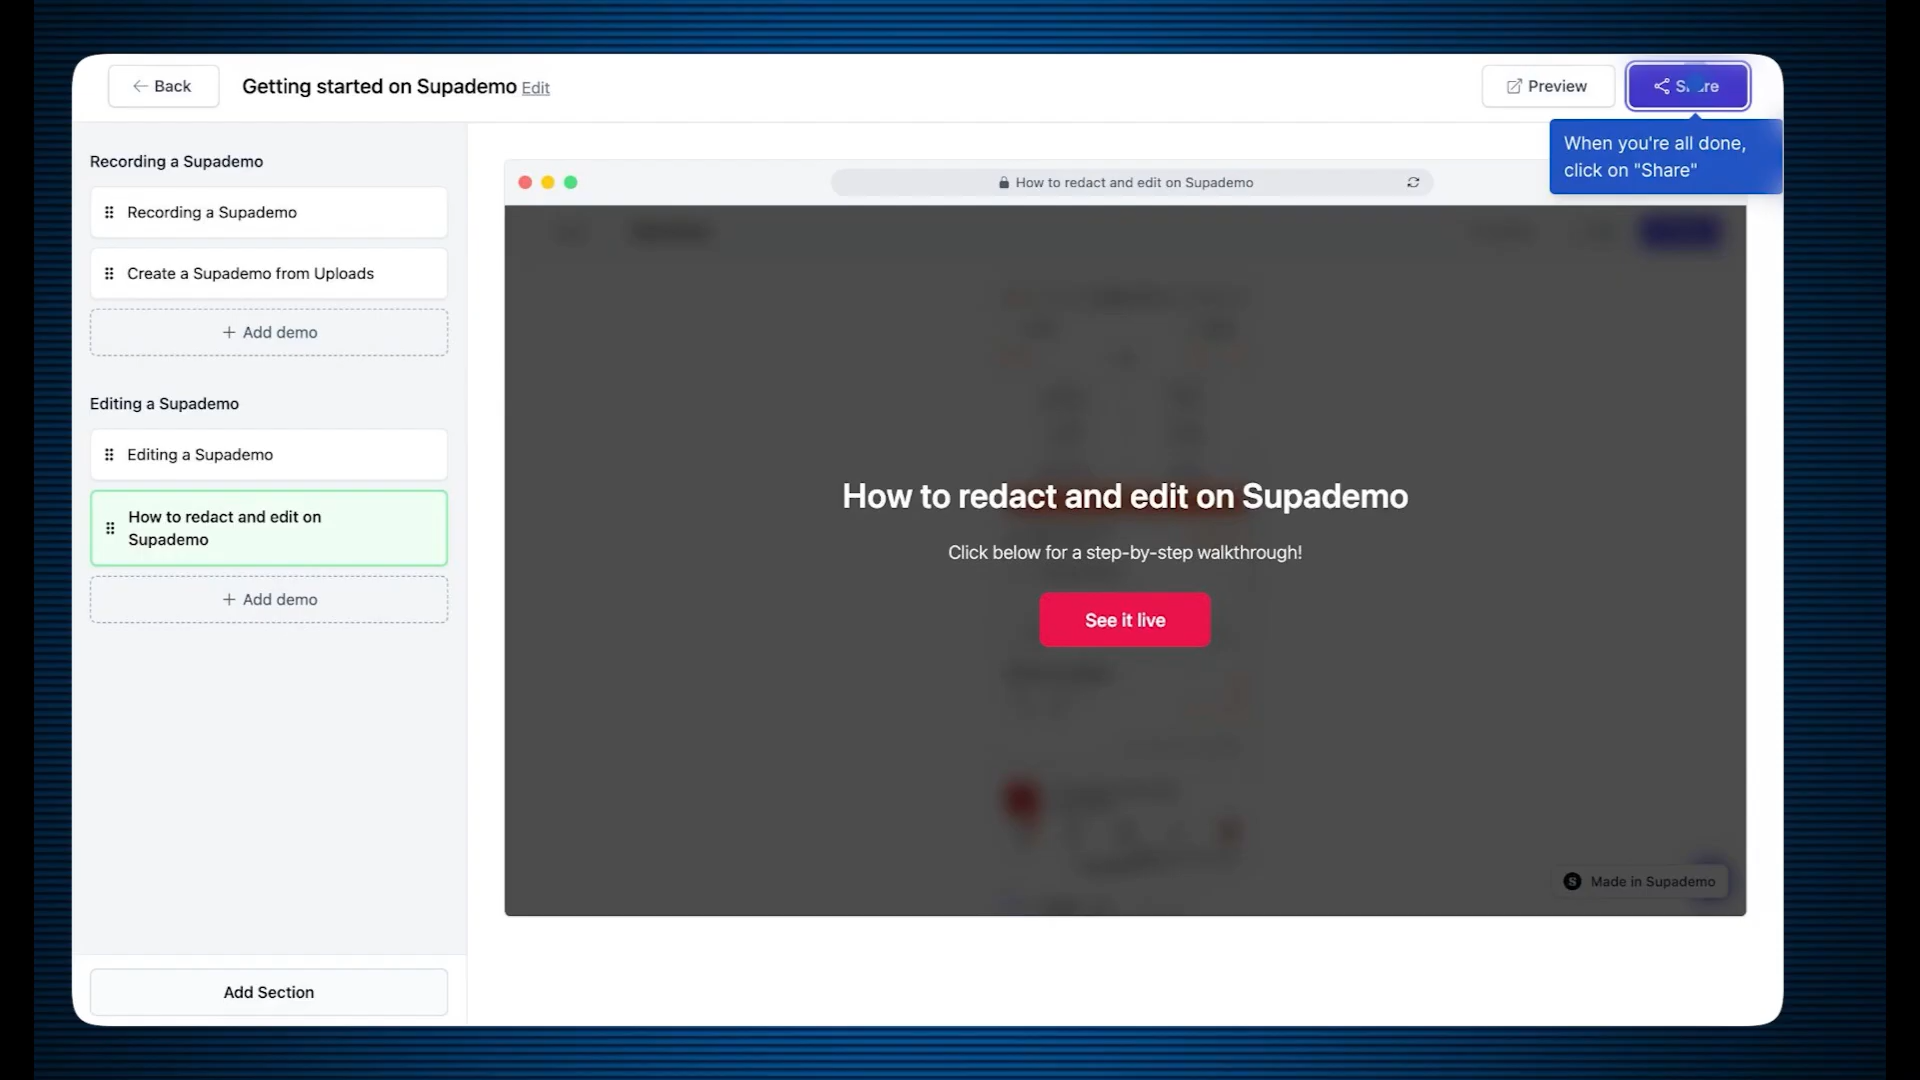 Back
Getting started on Supademo Edit
Preview
Share
When you're all done,
click on "Share"
Recording a Supademo
Recording a Supademo
Create a Supademo from Uploads
+ Add demo
Editing a Supademo
Editing a Supademo
How to redact and edit on
Supademo
+ Add demo
Add Section
How to redact and edit on Supademo
How to redact and edit on Supademo
Click below for a step-by-step walkthrough!
See it live
S Made in Supademo